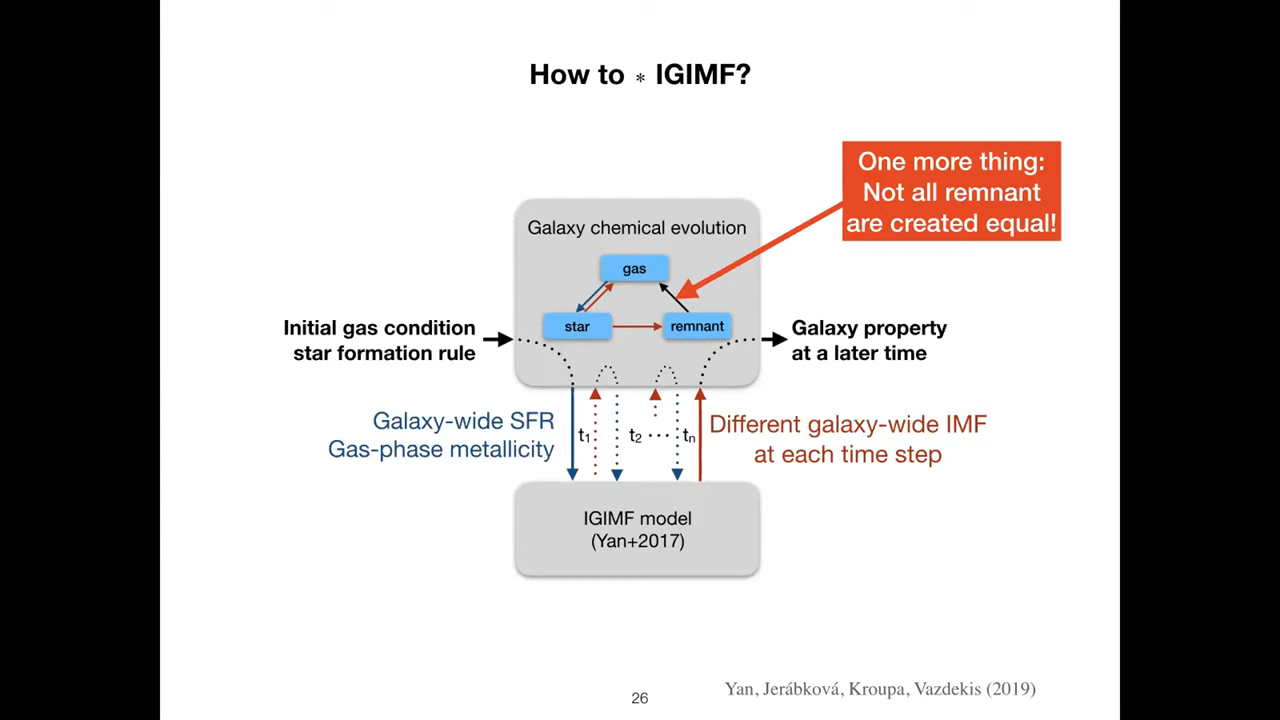 How to * IGIMF?
One more thing:
Not all remnant
are created equal!
Galaxy chemical evolution
gas
star
remnant
Initial gas condition
star formation rule
Galaxy property
at a later time
Galaxy-wide SFR
Gas-phase metallicity
t₁
t₂ ····
tₙ
Different galaxy-wide IMF
at each time step
IGIMF model
(Yan+2017)
26
Yan, Jerábková, Kroupa, Vazdekis (2019)